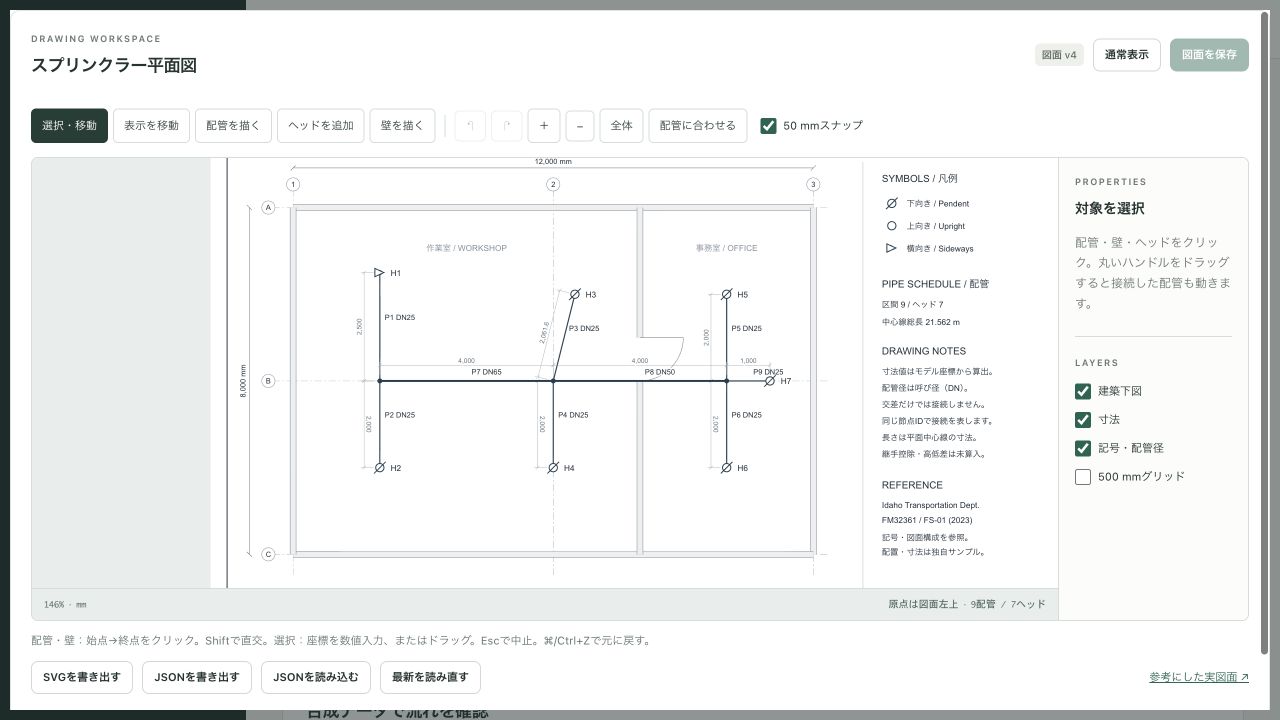 DRAWING WORKSPACE
スプリンクラー平面図
図面 v4
通常表示
図面を保存
選択・移動
表示を移動
配管を描く
ヘッドを追加
壁を描く
+
−
全体
配管に合わせる
50 mmスナップ
12,000 mm
1
2
3
A
作業室 / WORKSHOP
事務室 / OFFICE
H1
H3
H5
P1 DN25
2,500
2,061.6
P3 DN25
2,000
P5 DN25
4,000
4,000
1,000
P7 DN65
P8 DN50
P9 DN25
8,000 mm
B
H7
P2 DN25
2,000
P4 DN25
2,000
P6 DN25
2,000
H2
H4
H6
C
SYMBOLS / 凡例
下向き / Pendent
上向き / Upright
横向き / Sideways
PIPE SCHEDULE / 配管
区間 9 / ヘッド 7
中心線総長 21.562 m
DRAWING NOTES
寸法値はモデル座標から算出。
配管径は呼び径（DN）。
交差だけでは接続しません。
同じ節点IDで接続を表します。
長さは平面中心線の寸法。
継手控除・高低差は未算入。
REFERENCE
Idaho Transportation Dept.
FM32361 / FS-01 (2023)
記号・図面構成を参照。
配置・寸法は独自サンプル。
PROPERTIES
対象を選択
配管・壁・ヘッドをクリッ
ク。丸いハンドルをドラッグ
すると接続した配管も動きま
す。
LAYERS
建築下図
寸法
記号・配管径
500 mmグリッド
146% · mm
原点は図面左上 · 9配管 / 7ヘッド
配管・壁：始点→終点をクリック。Shiftで直交。選択：座標を数値入力、またはドラッグ。Escで中止。⌘/Ctrl+Zで元に戻す。
SVGを書き出す
JSONを書き出す
JSONを読み込む
最新を読み直す
参考にした実図面 ↗
合成データで流れを確認